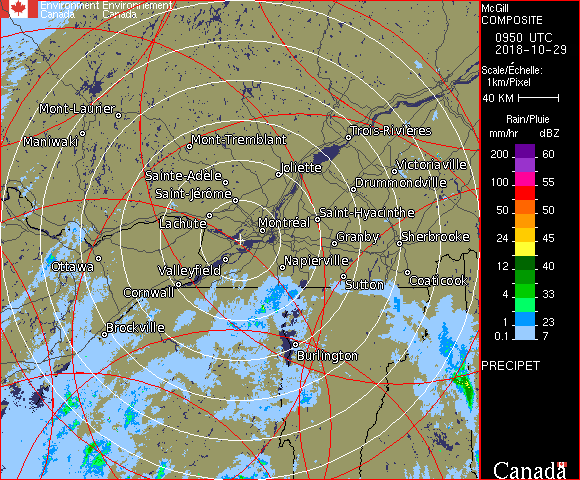 Environment Environnement
Canada Canada
McGill
COMPOSITE
0950 UTC
2018-10-29
Scale/Échelle:
1km/Pixel
40 KM
Rain/Pluie
mm/hr dBZ
200 60
100 55
50 50
24 45
12 40
4 33
1 23
0.1 7
PRECIPET
Canada
Mont-Laurier
Maniwaki
Mont-Tremblant
Trois-Rivières
Joliette
Victoriaville
Sainte-Adèle
Drummondville
Saint-Jérôme
Saint-Hyacinthe
Lachute
Montréal
Granby
Sherbrooke
Ottawa
Valleyfield
Napierville
Cornwall
Sutton
Coaticook
Brockville
Burlington